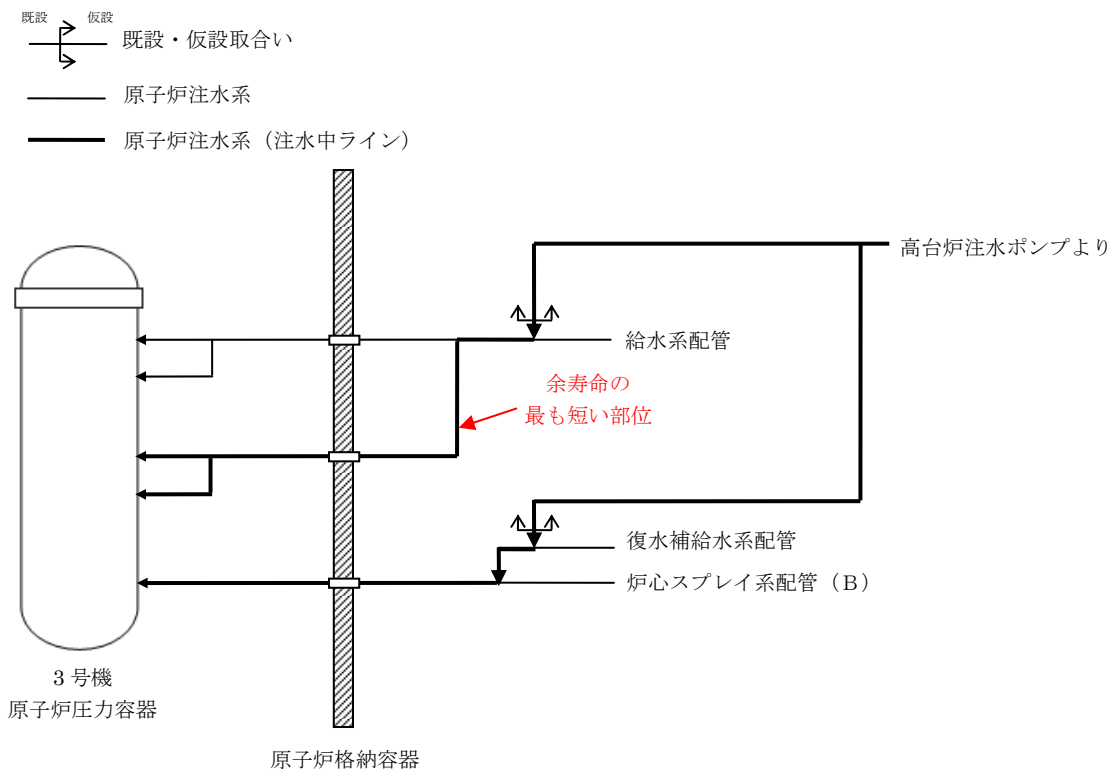 既設 仮設
既設・仮設取合い
原子炉注水系
原子炉注水系（注水中ライン）
高台炉注水ポンプより
給水系配管
余寿命の
最も短い部位
復水補給水系配管
炉心スプレイ系配管（B）
3 号機
原子炉圧力容器
原子炉格納容器